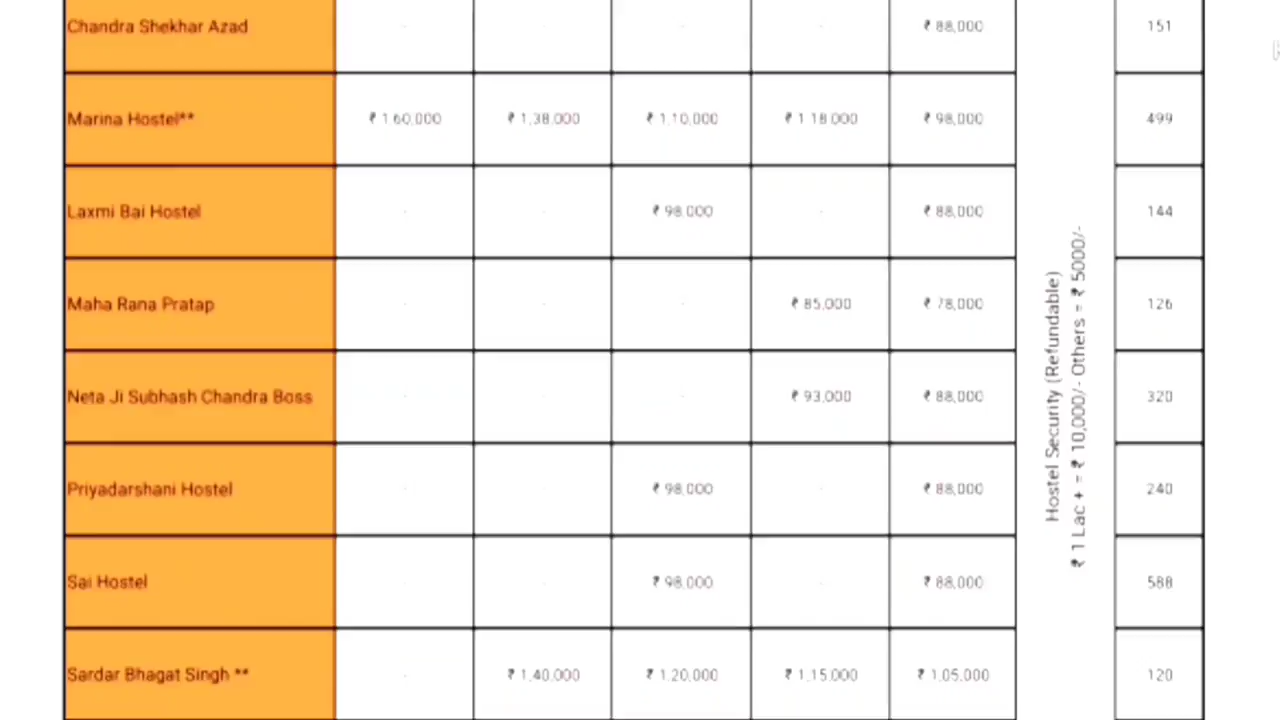 Chandra Shekhar Azad - - - ₹ 88,000 151
Marina Hostel** ₹ 1,60,000 ₹ 1,38,000 ₹ 1,10,000 ₹ 1,18,000 ₹ 98,000 499
Laxmi Bai Hostel - - ₹ 98,000 - ₹ 88,000 144
Maha Rana Pratap - - - ₹ 85,000 ₹ 78,000 126
Neta Ji Subhash Chandra Boss - - - ₹ 93,000 ₹ 88,000 320
Priyadarshani Hostel - - ₹ 98,000 - ₹ 88,000 240
Sai Hostel - - ₹ 98,000 - ₹ 88,000 588
Sardar Bhagat Singh ** - ₹ 1,40,000 ₹ 1,20,000 ₹ 1,15,000 ₹ 1,05,000 120
Hostel Security (Refundable)
₹ 1 Lac + = ₹ 10,000/- Others = ₹ 5000/-